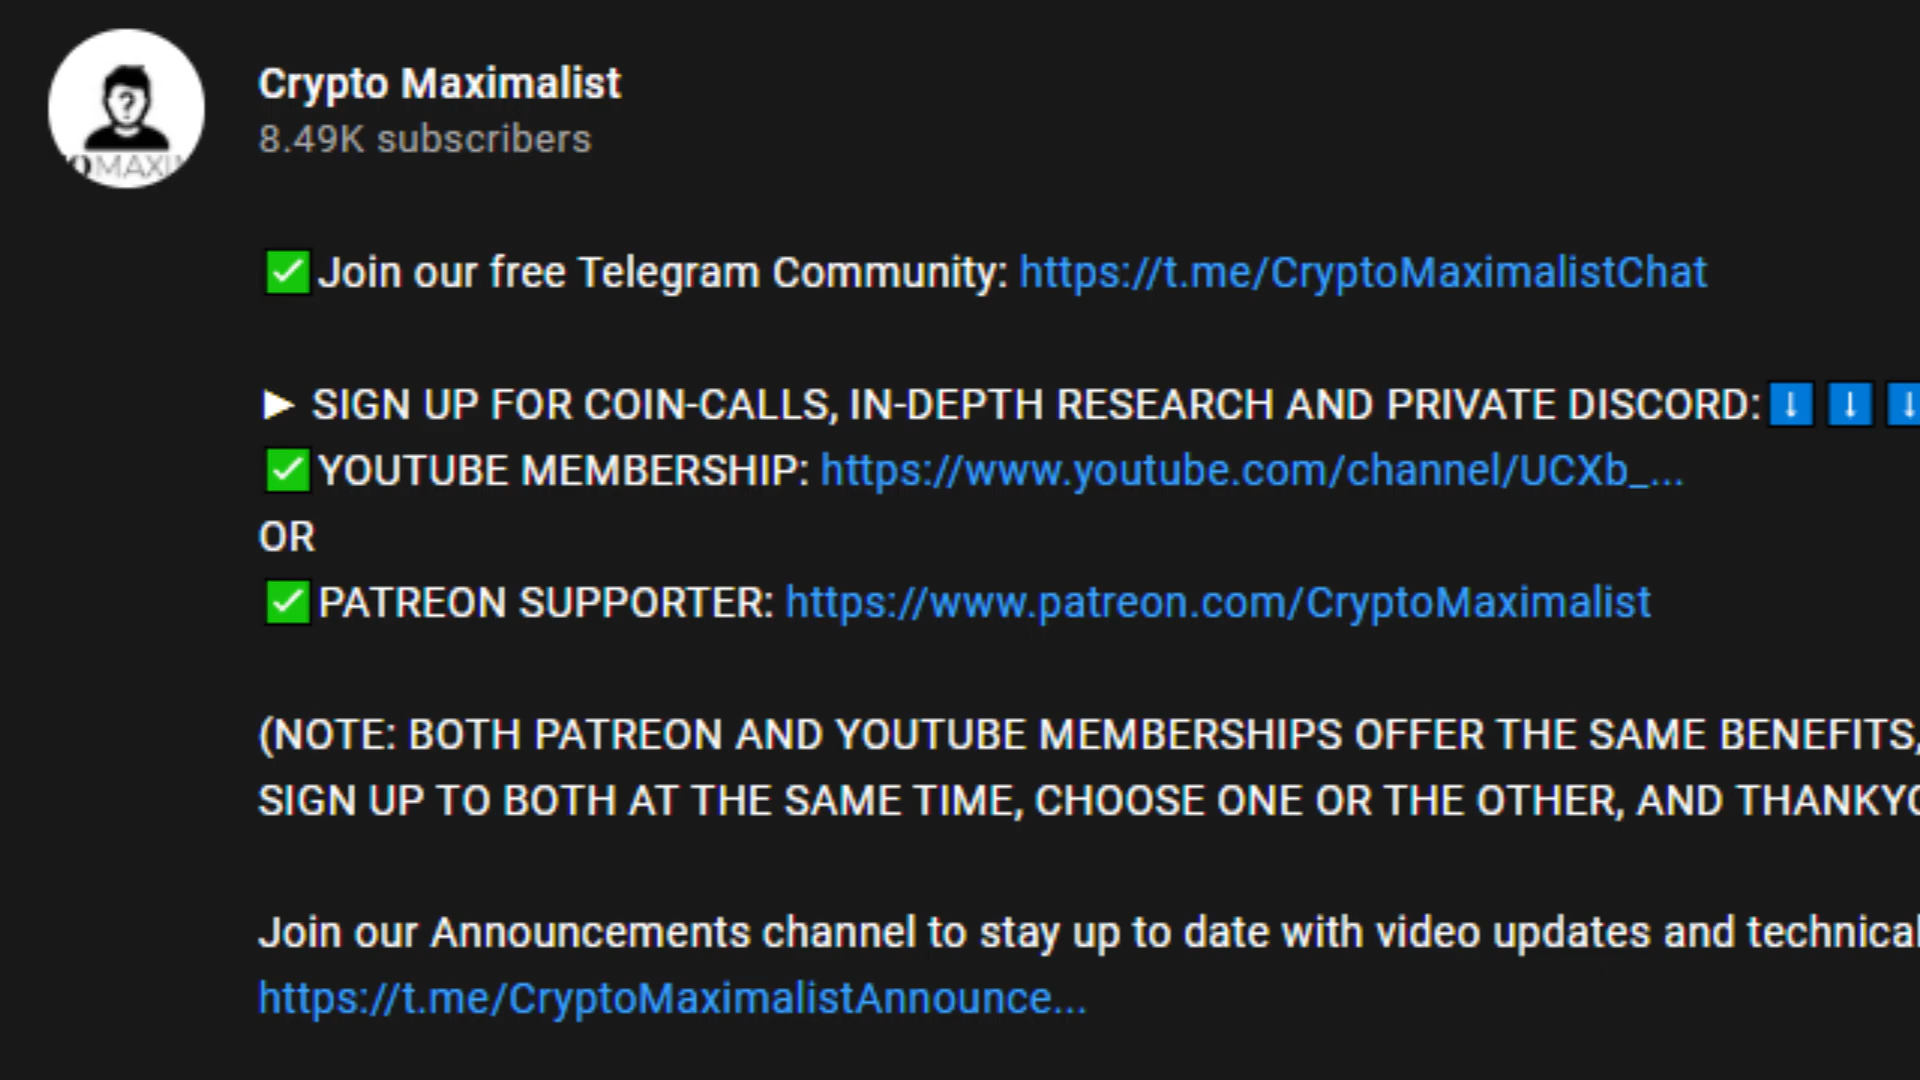 OMAXIM
Crypto Maximalist
8.49K subscribers
✅Join our free Telegram Community: https://t.me/CryptoMaximalistChat
► SIGN UP FOR COIN-CALLS, IN-DEPTH RESEARCH AND PRIVATE DISCORD:⬇️⬇️⬇️
✅YOUTUBE MEMBERSHIP: https://www.youtube.com/channel/UCXb_...
OR
✅PATREON SUPPORTER: https://www.patreon.com/CryptoMaximalist
(NOTE: BOTH PATREON AND YOUTUBE MEMBERSHIPS OFFER THE SAME BENEFITS,
SIGN UP TO BOTH AT THE SAME TIME, CHOOSE ONE OR THE OTHER, AND THANKYO
Join our Announcements channel to stay up to date with video updates and technical
https://t.me/CryptoMaximalistAnnounce...